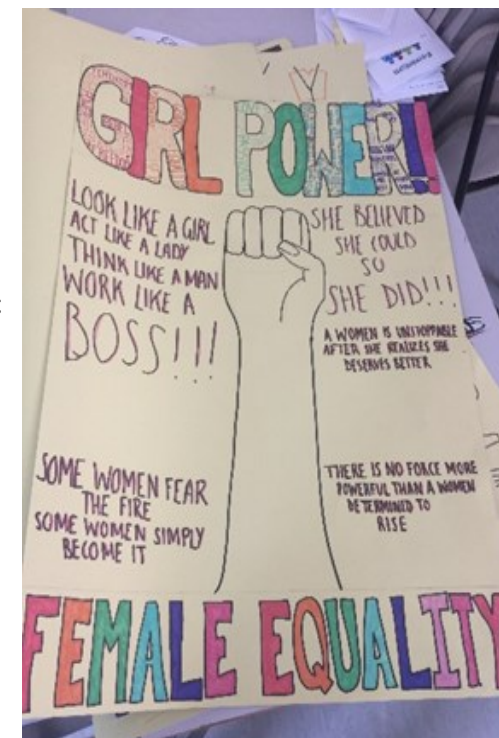 GIRL POWER!!
LOOK LIKE A GIRL
ACT LIKE A LADY
THINK LIKE A MAN
WORK LIKE A
BOSS!!!
SHE BELIEVED
SHE COULD
SO
SHE DID!!!
A WOMEN IS UNSTOPPABLE
AFTER SHE REALIZES SHE
DESERVES BETTER
SOME WOMEN FEAR
THE FIRE
SOME WOMEN SIMPLY
BECOME IT
THERE IS NO FORCE MORE
POWERFUL THAN A WOMEN
DETERMINED TO
RISE
FEMALE EQUALITY